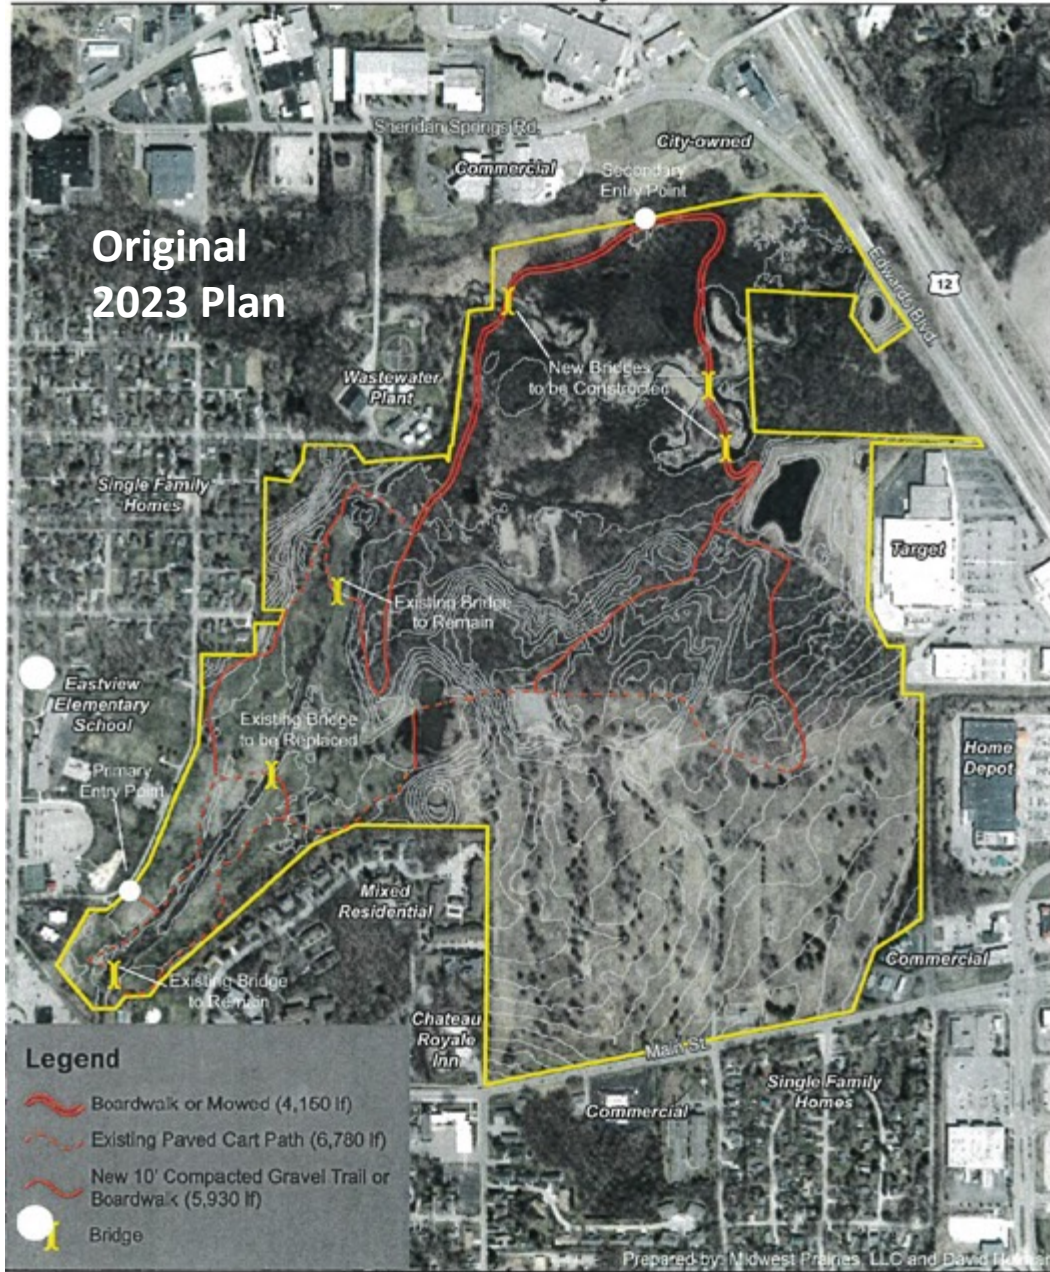 Sheridan Springs Rd.
City-owned
Commercial
Secondary
Entry Point
Original
2023 Plan
Edwards Blvd.
12
New Bridges
to be Constructed
Wastewater
Plant
Single Family
Homes
Target
Existing Bridge
to Remain
Eastview
Elementary
School
Existing Bridge
to be Replaced
Home
Depot
Primary
Entry Point
Mixed
Residential
Commercial
Existing Bridge
to Remain
Chateau
Royale
Inn
Main St
Single Family
Homes
Commercial
Legend
Boardwalk or Mowed (4,150 lf)
Existing Paved Cart Path (6,780 lf)
New 10' Compacted Gravel Trail or
Boardwalk (5,930 lf)
Bridge
Prepared by: Midwest Prairies, LLC and David